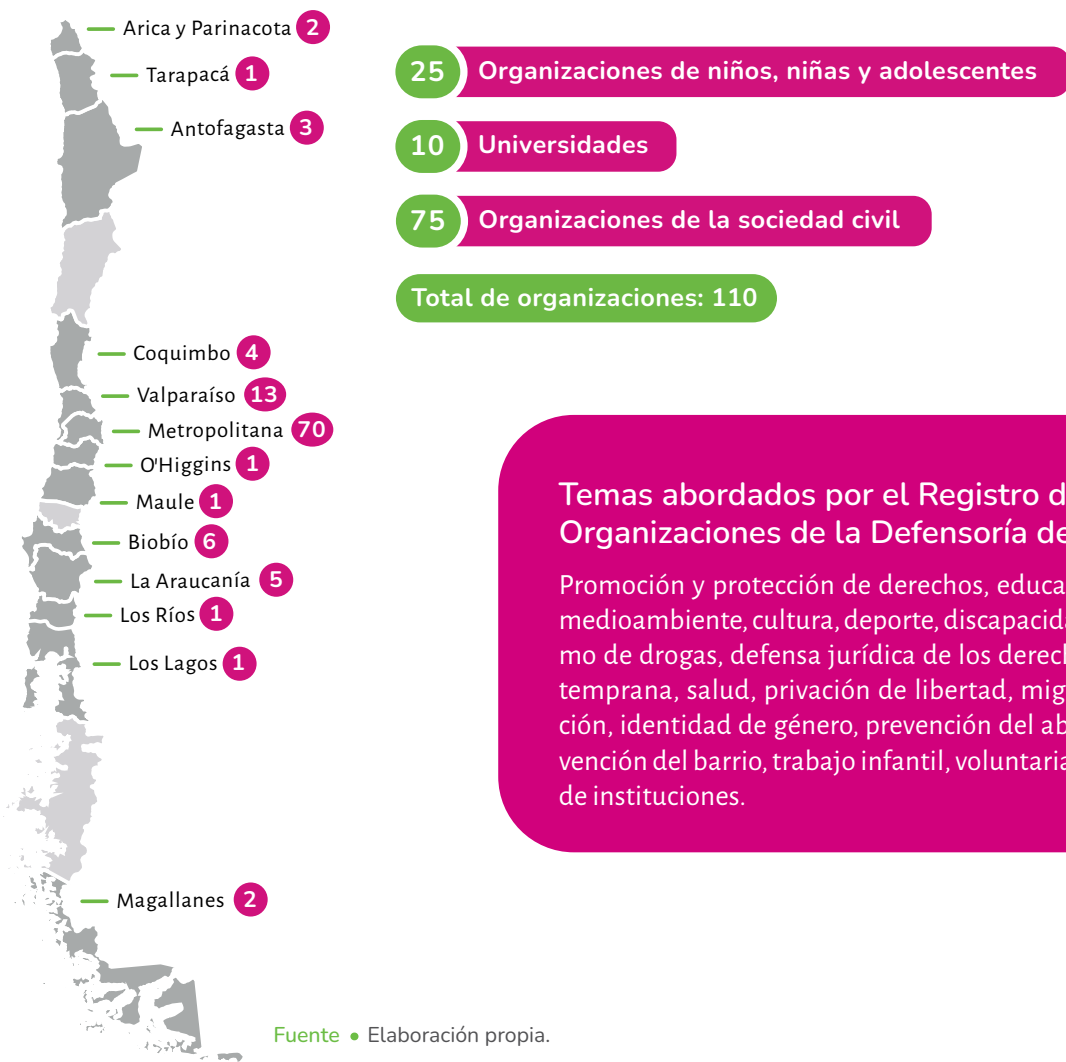 Arica y Parinacota 2
Tarapacá 1
Antofagasta 3
Coquimbo 4
Valparaíso 13
Metropolitana 70
O'Higgins 1
Maule 1
Biobío 6
La Araucanía 5
Los Ríos 1
Los Lagos 1
Magallanes 2
25 Organizaciones de niños, niñas y adolescentes
10 Universidades
75 Organizaciones de la sociedad civil
Total de organizaciones: 110
Temas abordados por el Registro d
Organizaciones de la Defensoría de
Promoción y protección de derechos, educa
medioambiente, cultura, deporte, discapacida
mo de drogas, defensa jurídica de los derech
temprana, salud, privación de libertad, mig
ción, identidad de género, prevención del ab
vención del barrio, trabajo infantil, voluntaria
de instituciones.
Fuente • Elaboración propia.